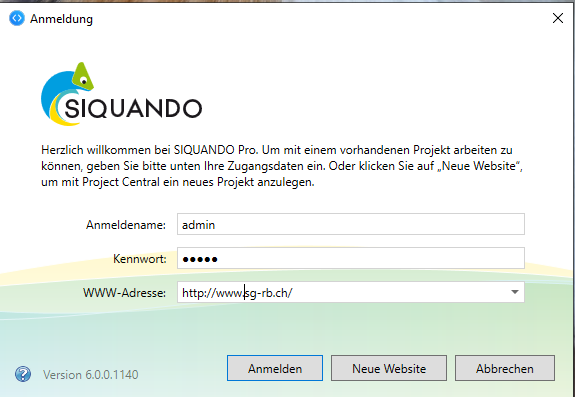 Anmeldung
SIQUANDO
Herzlich willkommen bei SIQUANDO Pro. Um mit einem vorhandenen Projekt arbeiten zu
können, geben Sie bitte unten Ihre Zugangsdaten ein. Oder klicken Sie auf „Neue Website“,
um mit Project Central ein neues Projekt anzulegen.
Anmeldename: admin
Kennwort: ●●●●●
WWW-Adresse: http://www.sg-rb.ch/
Version 6.0.0.1140 Anmelden Neue Website Abbrechen